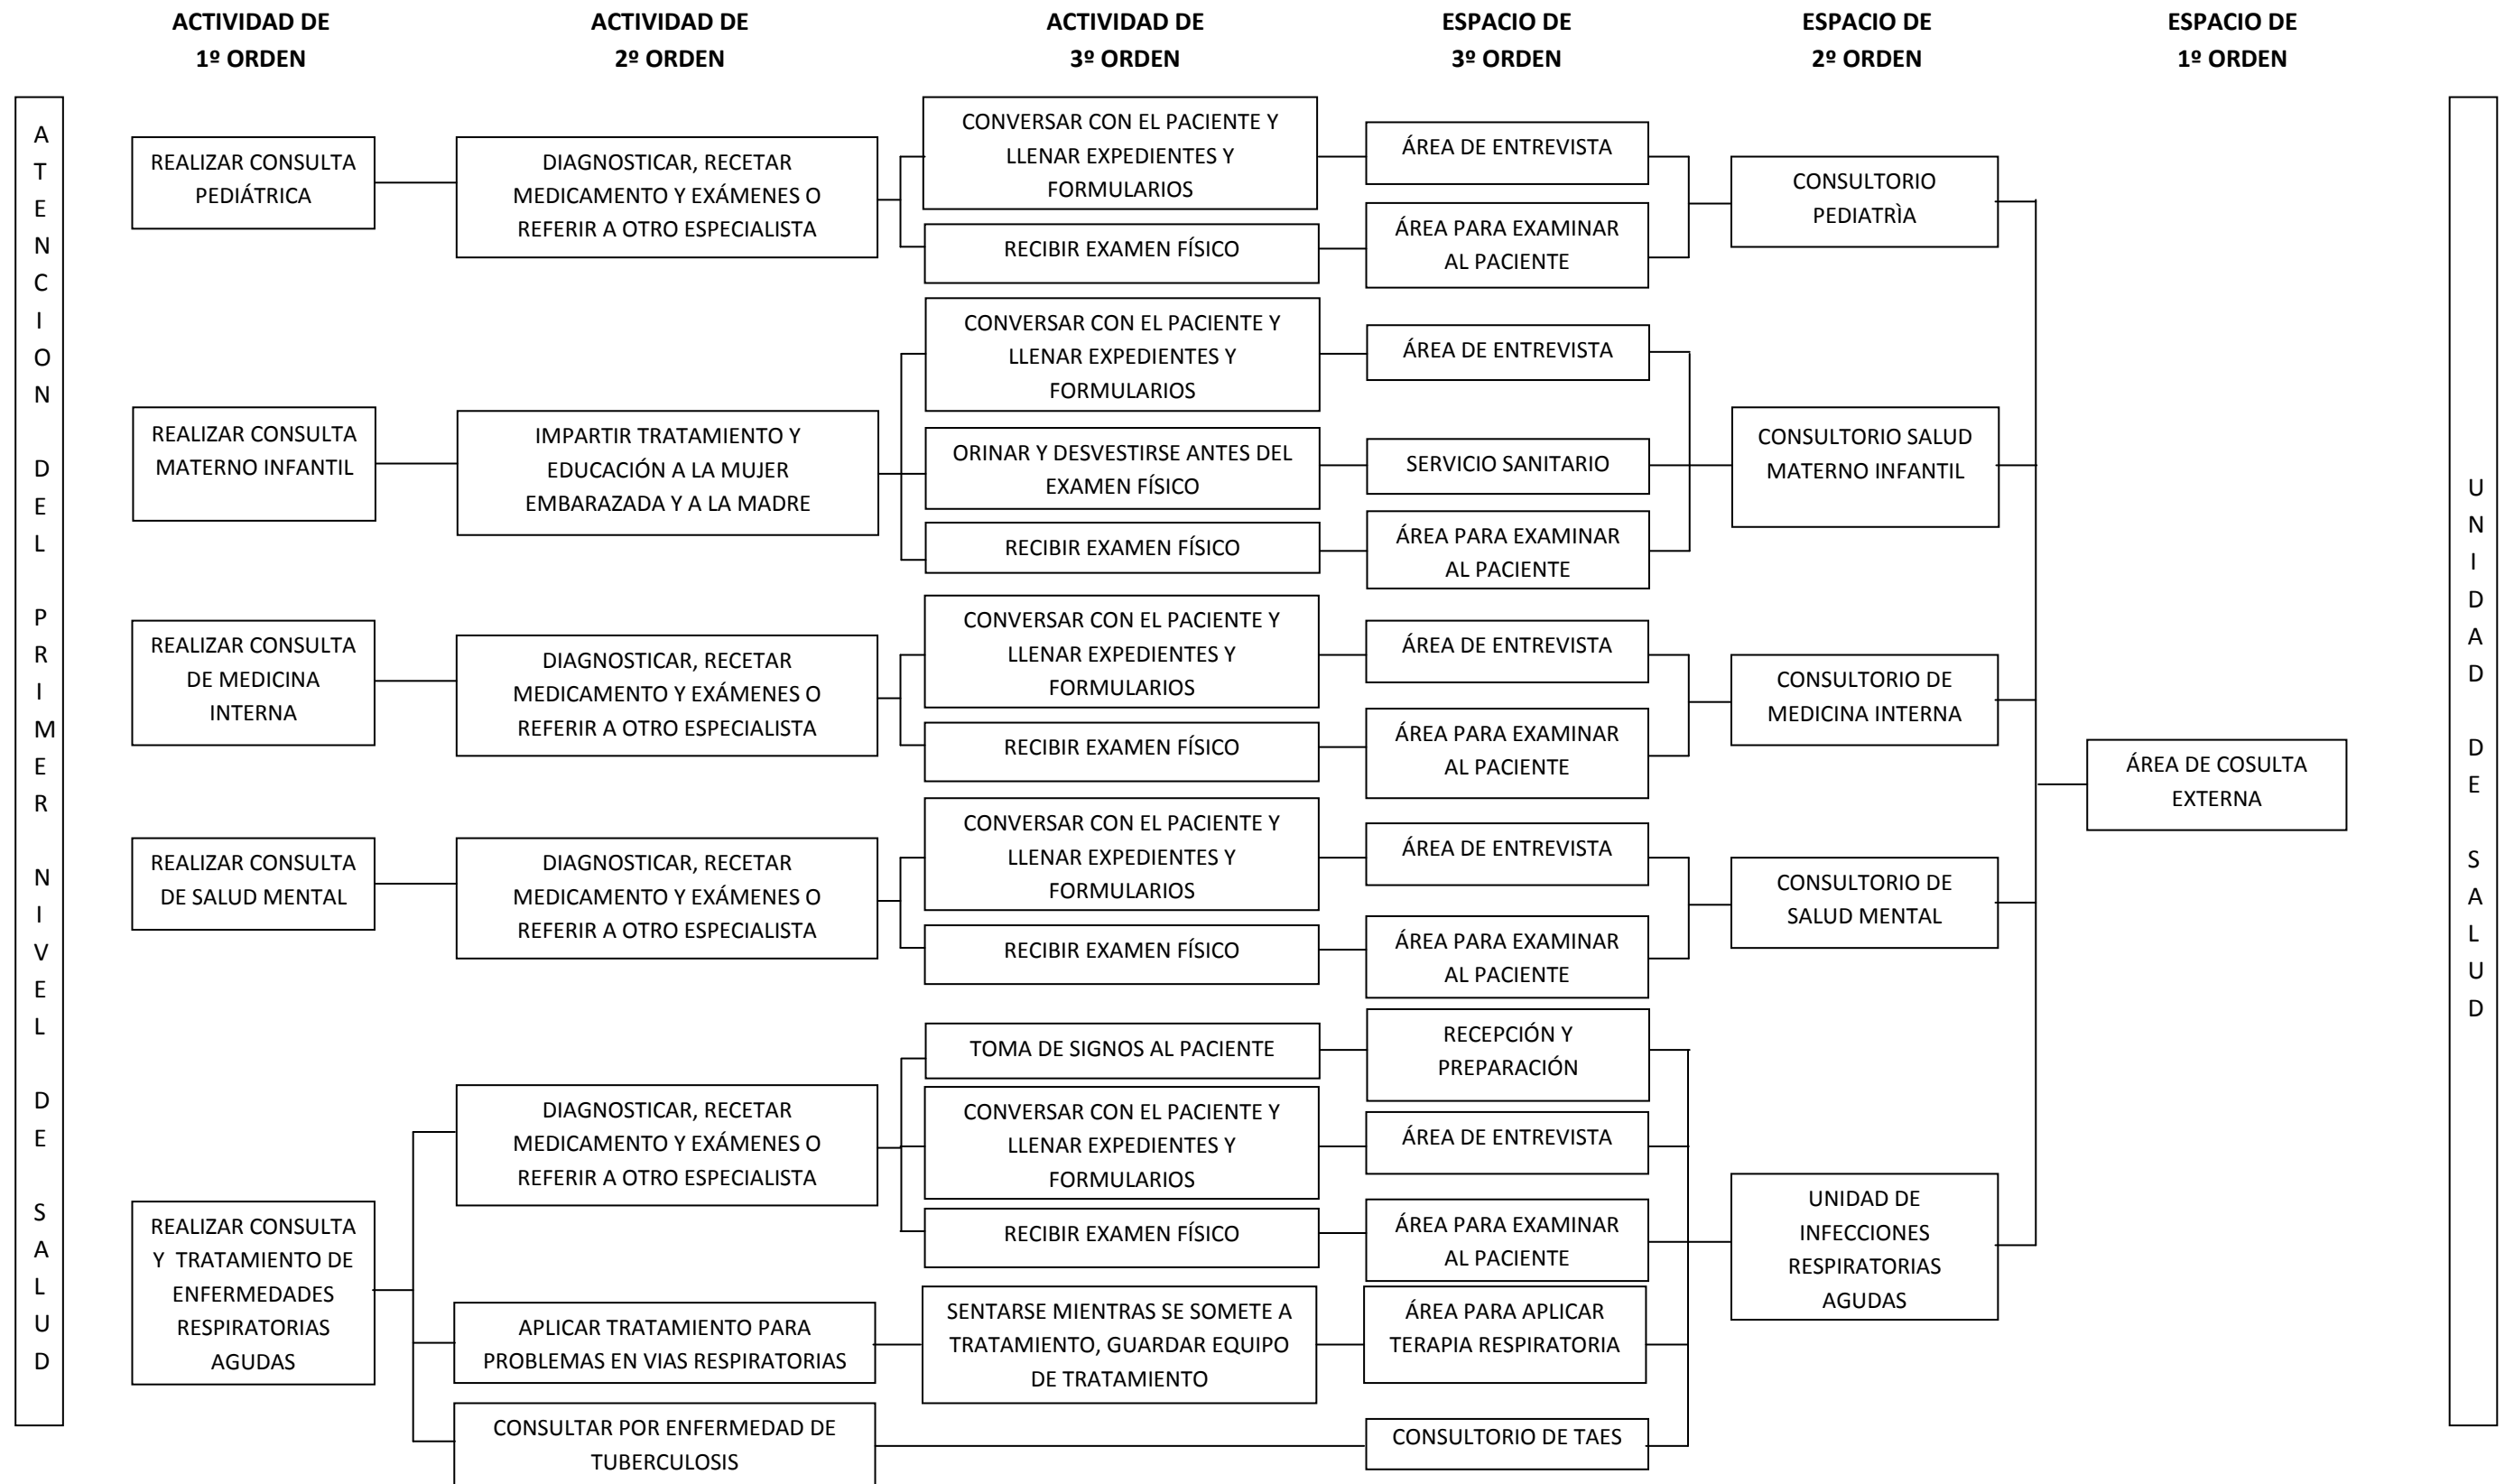 ACTIVIDAD DE
1º ORDEN
ACTIVIDAD DE
2º ORDEN
ACTIVIDAD DE
3º ORDEN
ESPACIO DE
3º ORDEN
ESPACIO DE
2º ORDEN
ESPACIO DE
1º ORDEN
ATENCION DEL PRIMER NIVEL DE SALUD
REALIZAR CONSULTA
PEDIÁTRICA
DIAGNOSTICAR, RECETAR
MEDICAMENTO Y EXÁMENES O
REFERIR A OTRO ESPECIALISTA
CONVERSAR CON EL PACIENTE Y
LLENAR EXPEDIENTES Y
FORMULARIOS
RECIBIR EXAMEN FÍSICO
ÁREA DE ENTREVISTA
ÁREA PARA EXAMINAR
AL PACIENTE
CONSULTORIO
PEDIATRÌA
REALIZAR CONSULTA
MATERNO INFANTIL
IMPARTIR TRATAMIENTO Y
EDUCACIÓN A LA MUJER
EMBARAZADA Y A LA MADRE
CONVERSAR CON EL PACIENTE Y
LLENAR EXPEDIENTES Y
FORMULARIOS
ORINAR Y DESVESTIRSE ANTES DEL
EXAMEN FÍSICO
RECIBIR EXAMEN FÍSICO
ÁREA DE ENTREVISTA
SERVICIO SANITARIO
ÁREA PARA EXAMINAR
AL PACIENTE
CONSULTORIO SALUD
MATERNO INFANTIL
REALIZAR CONSULTA
DE MEDICINA
INTERNA
DIAGNOSTICAR, RECETAR
MEDICAMENTO Y EXÁMENES O
REFERIR A OTRO ESPECIALISTA
CONVERSAR CON EL PACIENTE Y
LLENAR EXPEDIENTES Y
FORMULARIOS
RECIBIR EXAMEN FÍSICO
ÁREA DE ENTREVISTA
ÁREA PARA EXAMINAR
AL PACIENTE
CONSULTORIO DE
MEDICINA INTERNA
REALIZAR CONSULTA
DE SALUD MENTAL
DIAGNOSTICAR, RECETAR
MEDICAMENTO Y EXÁMENES O
REFERIR A OTRO ESPECIALISTA
CONVERSAR CON EL PACIENTE Y
LLENAR EXPEDIENTES Y
FORMULARIOS
RECIBIR EXAMEN FÍSICO
ÁREA DE ENTREVISTA
ÁREA PARA EXAMINAR
AL PACIENTE
CONSULTORIO DE
SALUD MENTAL
REALIZAR CONSULTA
Y TRATAMIENTO DE
ENFERMEDADES
RESPIRATORIAS
AGUDAS
DIAGNOSTICAR, RECETAR
MEDICAMENTO Y EXÁMENES O
REFERIR A OTRO ESPECIALISTA
TOMA DE SIGNOS AL PACIENTE
CONVERSAR CON EL PACIENTE Y
LLENAR EXPEDIENTES Y
FORMULARIOS
RECIBIR EXAMEN FÍSICO
RECEPCIÓN Y
PREPARACIÓN
ÁREA DE ENTREVISTA
ÁREA PARA EXAMINAR
AL PACIENTE
APLICAR TRATAMIENTO PARA
PROBLEMAS EN VIAS RESPIRATORIAS
SENTARSE MIENTRAS SE SOMETE A
TRATAMIENTO, GUARDAR EQUIPO
DE TRATAMIENTO
ÁREA PARA APLICAR
TERAPIA RESPIRATORIA
CONSULTAR POR ENFERMEDAD DE
TUBERCULOSIS
CONSULTORIO DE TAES
UNIDAD DE
INFECCIONES
RESPIRATORIAS
AGUDAS
ÁREA DE COSULTA
EXTERNA
UNIDAD DE SALUD